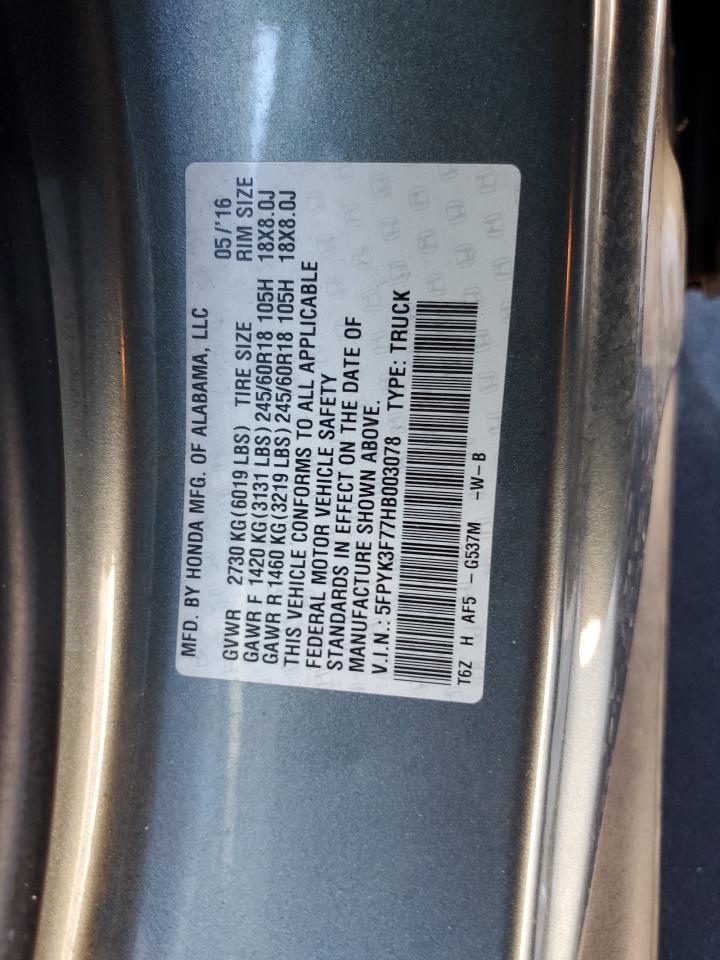 MFD. BY HONDA MFG. OF ALABAMA, LLC 05/'16
GVWR 2730 KG(6019 LBS) TIRE SIZE RIM SIZE
GAWR F 1420 KG(3131 LBS) 245/60R18 105H 18X8.0J
GAWR R 1460 KG(3219 LBS) 245/60R18 105H 18X8.0J
THIS VEHICLE CONFORMS TO ALL APPLICABLE
FEDERAL MOTOR VEHICLE SAFETY
STANDARDS IN EFFECT ON THE DATE OF
MANUFACTURE SHOWN ABOVE.
V.I.N.: 5FPYK3F77HB003078 TYPE: TRUCK
T6Z H AF5 - G537M -W-B